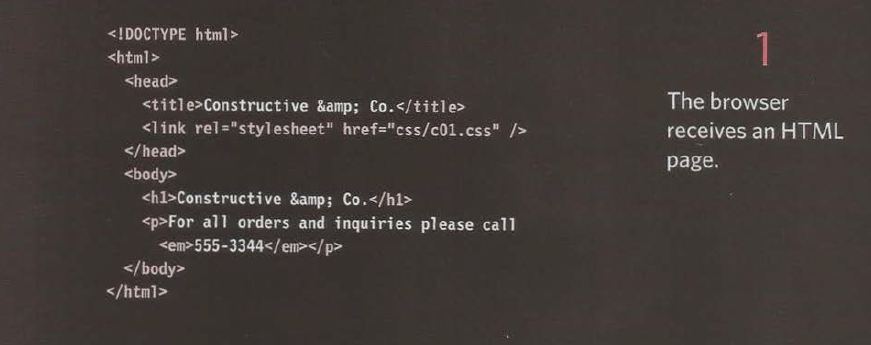 <!DOCTYPE html>
<html>
<head>
<title>Constructive &amp; Co.</title>
<link rel="stylesheet" href="css/c01.css" />
</head>
<body>
<h1>Constructive &amp; Co.</h1>
<p>For all orders and inquiries please call
<em>555-3344</em></p>
</body>
</html>
1
The browser
receives an HTML
page.